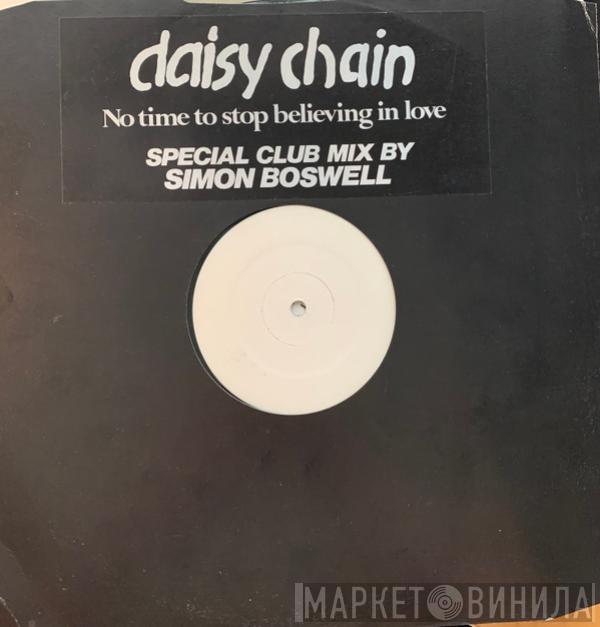 daisy chain
No time to stop believing in love
SPECIAL CLUB MIX BY
SIMON BOSWELL
МАРКЕТ ВИНИЛА